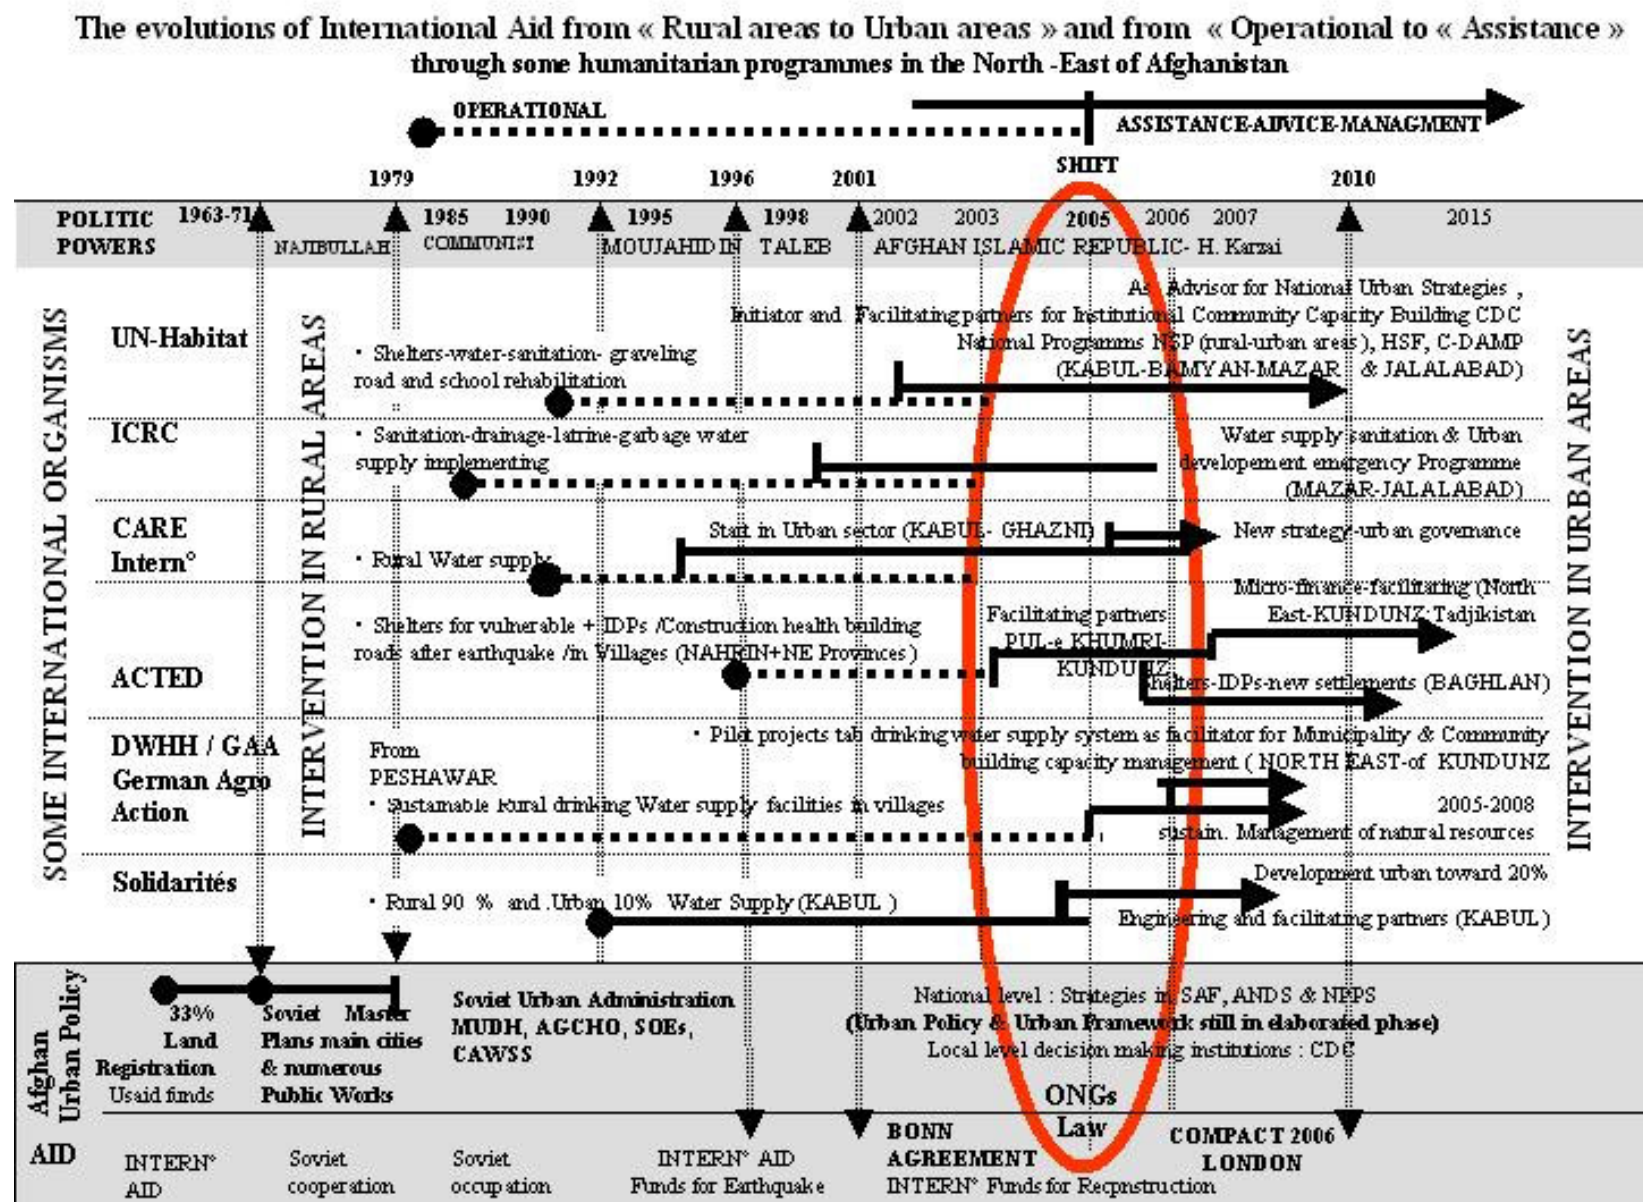 The evolutions of International Aid from « Rural areas to Urban areas » and from « Operational to « Assistance »
through some humanitarian programmes in the North -East of Afghanistan
OPERATIONAL
ASSISTANCE-ADVICE-MANAGMENT
SHIFT
1979 1992 1996 2001 2010
POLITIC POWERS
1963-71 1985 1990 1995 1998 2002 2003 2005 2006 2007 2015
NAJIBULLAH COMMUNIST MOUJAHIDIN TALEB AFGHAN ISLAMIC REPUBLIC- H. Karzai
SOME INTERNATIONAL ORGANISMS
INTERVENTION IN RURAL AREAS
INTERVENTION IN URBAN AREAS
UN-Habitat
• Shelters-water-sanitation- graveling
road and school rehabilitation
As Advisor for National Urban Strategies ,
Initiator and Facilitating partners for Institutional Community Capacity Building CDC
National Programms NSP (rural-urban areas), HSF, C-DAMP
(KABUL-BAMYAN-MAZAR & JALALABAD)
ICRC
• Sanitation-drainage-latrine-garbage water
supply implementing
Water supply sanitation & Urban
developement emergency Programme
(MAZAR-JALALABAD)
CARE
Intern°
• Rural Water supply
Start in Urban sector (KABUL- GHAZNI)
New strategy-urban governance
ACTED
• Shelters for vulnerable + IDPs /Construction health building
roads after earthquake /in Villages (NAHRIN+NE Provinces)
Facilitating partners
PUL-e KHUMRI-
KUNDUNZ
Micro-finance-facilitating (North
East-KUNDUNZ Tadjikistan
Shelters-IDPs-new settlements (BAGHLAN)
DWHH / GAA
German Agro
Action
From
PESHAWAR
• Sustainable Rural drinking Water supply facilities in villages
• Pilot projects tab drinking water supply system as facilitator for Municipality & Community
building capacity management ( NORTH EAST-of KUNDUNZ
2005-2008
sustain. Management of natural resources
Solidarités
• Rural 90 % and .Urban 10% Water Supply (KABUL )
Development urban toward 20%
Engineering and facilitating partners (KABUL)
Afghan
Urban Policy
33%
Land
Registration
Usaid funds
Soviet Master
Plans main cities
& numerous
Public Works
Soviet Urban Administration
MUDH, AGCHO, SOEs,
CAWSS
National level : Strategies in SAF, ANDS & NPPS
(Urban Policy & Urban Framework still in elaborated phase)
Local level decision making institutions : CDC
ONGs
Law
AID
INTERN°
AID
Soviet
cooperation
Soviet
occupation
INTERN° AID
Funds for Earthquake
BONN
AGREEMENT
INTERN° Funds for Recpnstruction
COMPACT 2006
LONDON